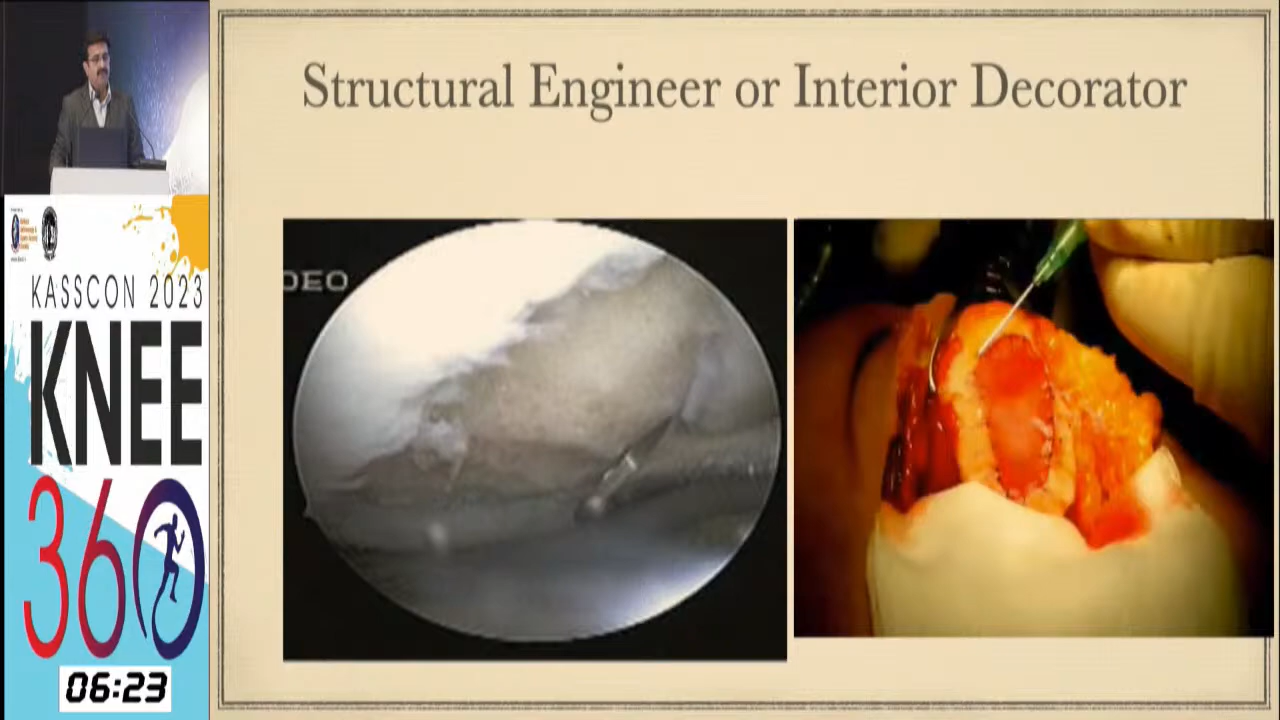 Structural Engineer or Interior Decorator
DEO
KASSCON 2023
KNEE
360
06:23